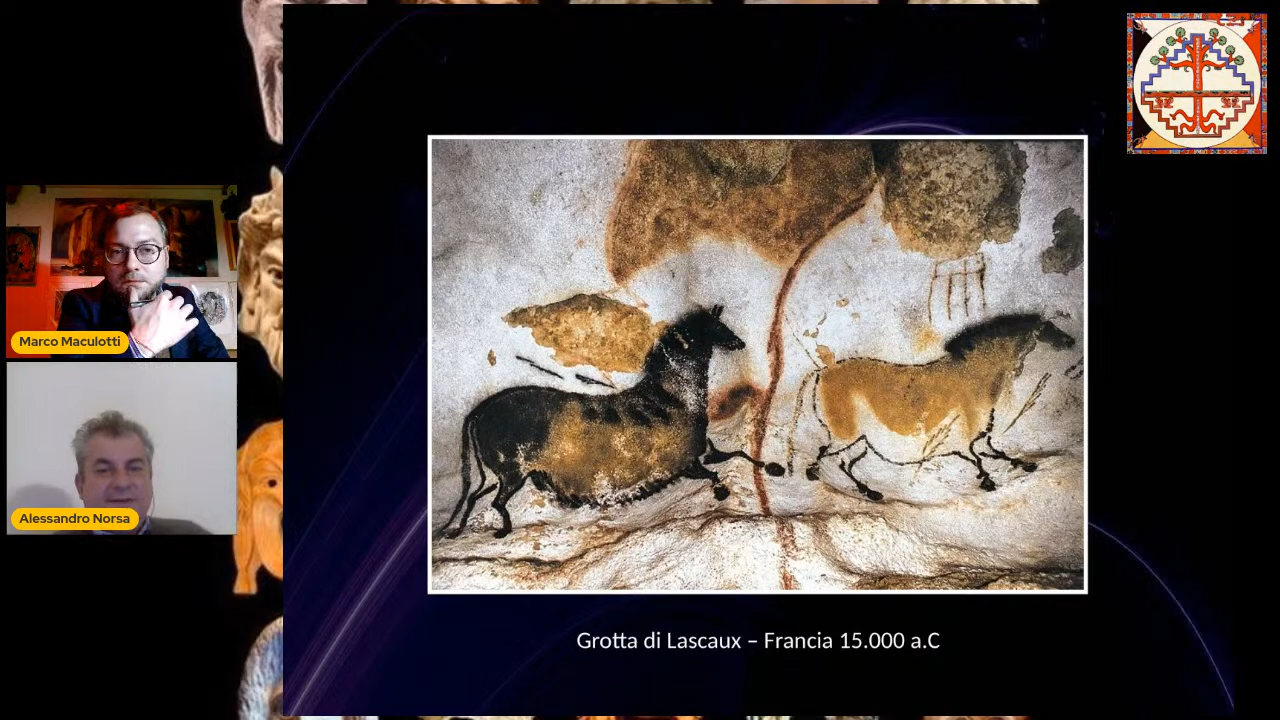 Marco Maculotti
Alessandro Norsa
Grotta di Lascaux – Francia 15.000 a.C